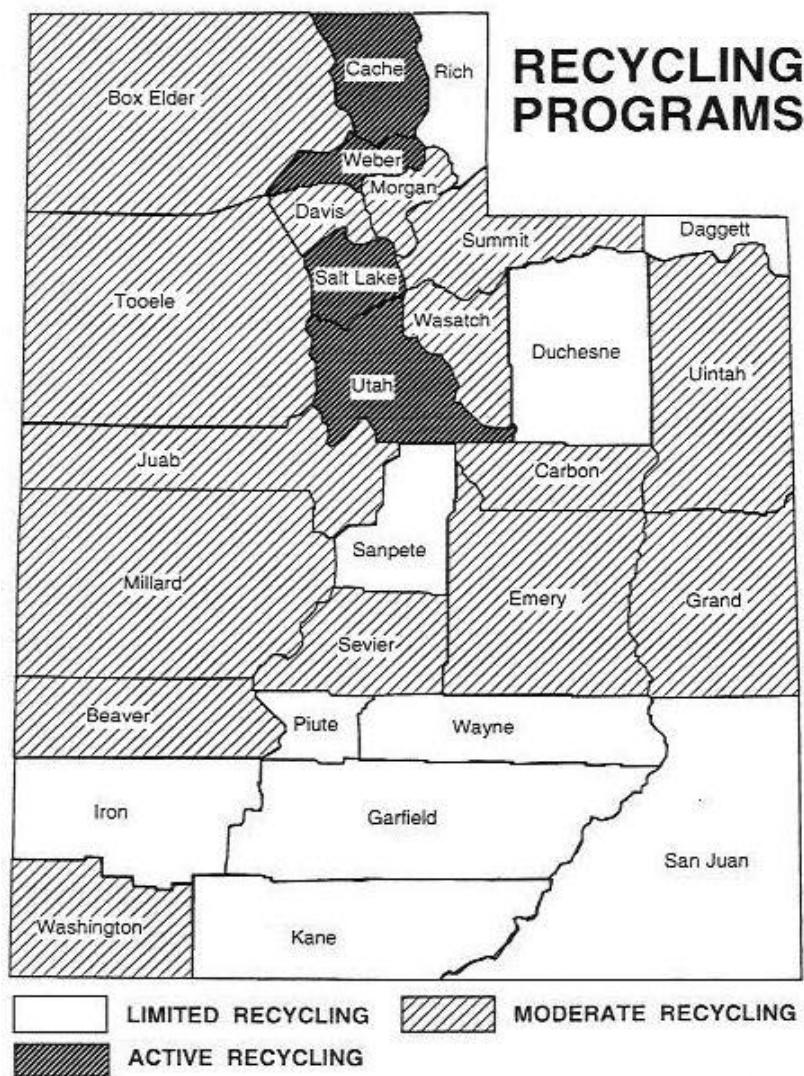 RECYCLING
PROGRAMS
Cache
Rich
Box Elder
Weber
Morgan
Davis
Summit
Daggett
Salt Lake
Tooele
Wasatch
Duchesne
Uintah
Utah
Juab
Carbon
Sanpete
Millard
Emery
Grand
Sevier
Beaver
Piute
Wayne
Iron
Garfield
San Juan
Washington
Kane
LIMITED RECYCLING
MODERATE RECYCLING
ACTIVE RECYCLING